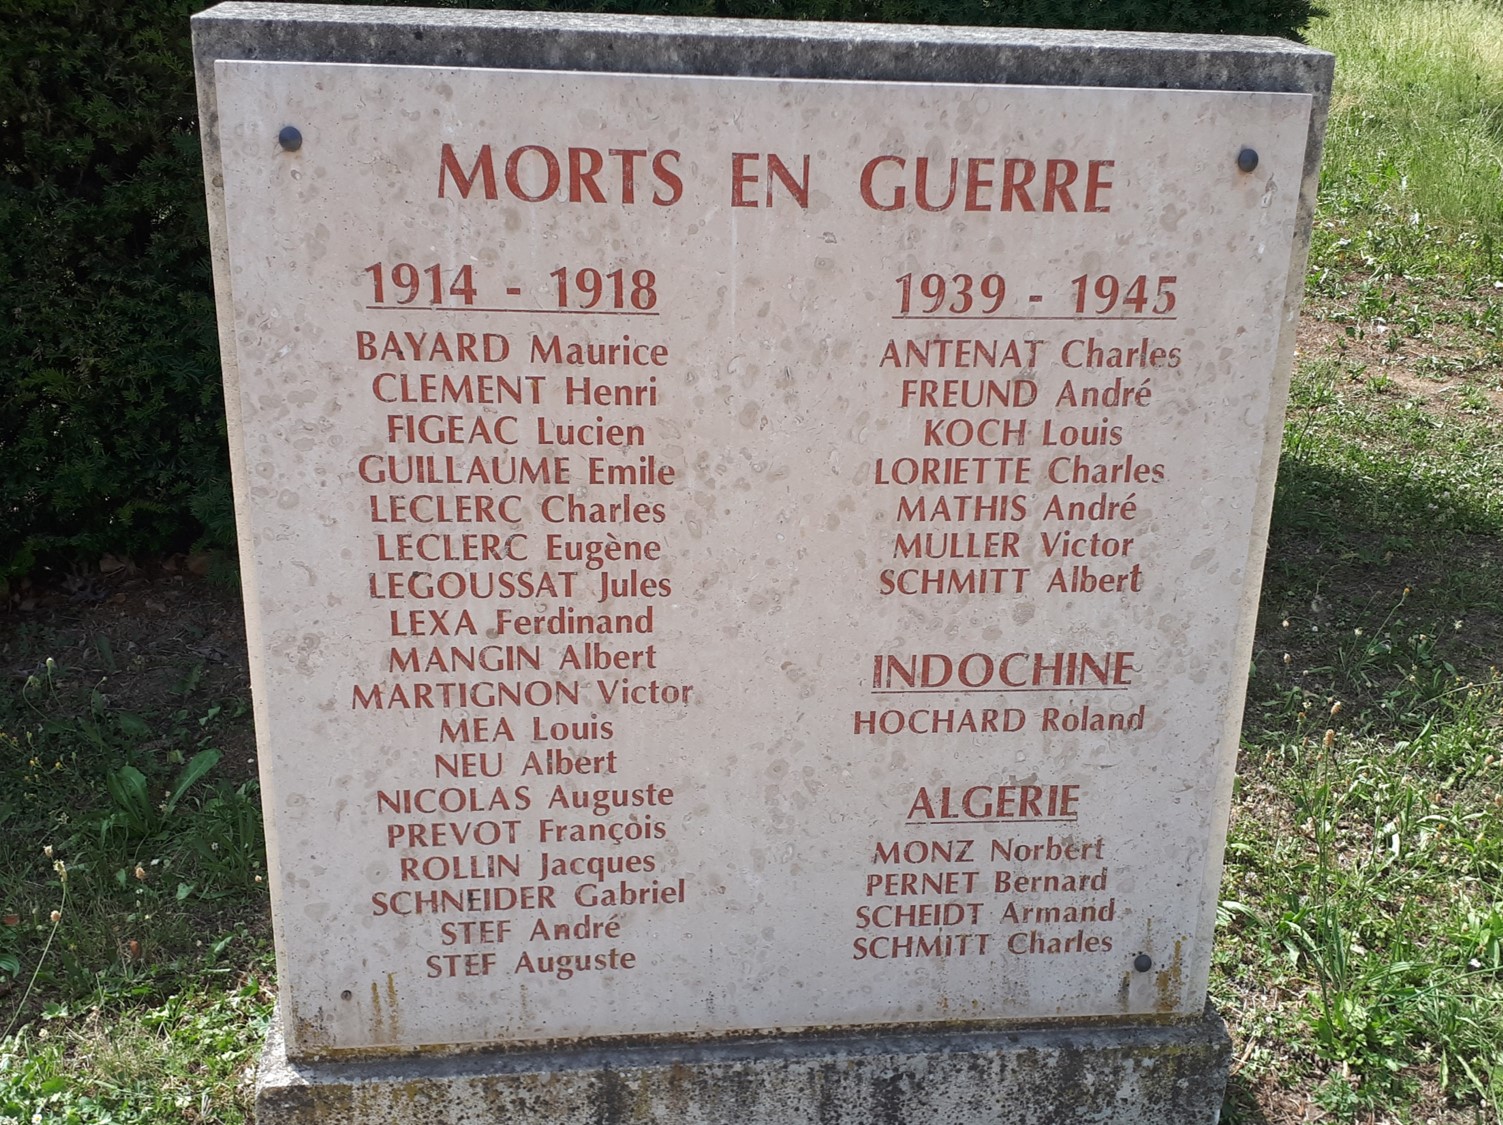 MORTS EN GUERRE
1914 - 1918
BAYARD Maurice
CLEMENT Henri
FIGEAC Lucien
GUILLAUME Emile
LECLERC Charles
LECLERC Eugène
LEGOUSSAT Jules
LEXA Ferdinand
MANGIN Albert
MARTIGNON Victor
MEA Louis
NEU Albert
NICOLAS Auguste
PREVOT François
ROLLIN Jacques
SCHNEIDER Gabriel
STEF André
STEF Auguste
1939 - 1945
ANTENAT Charles
FREUND André
KOCH Louis
LORIETTE Charles
MATHIS André
MULLER Victor
SCHMITT Albert
INDOCHINE
HOCHARD Roland
ALGERIE
MONZ Norbert
PERNET Bernard
SCHEIDT Armand
SCHMITT Charles